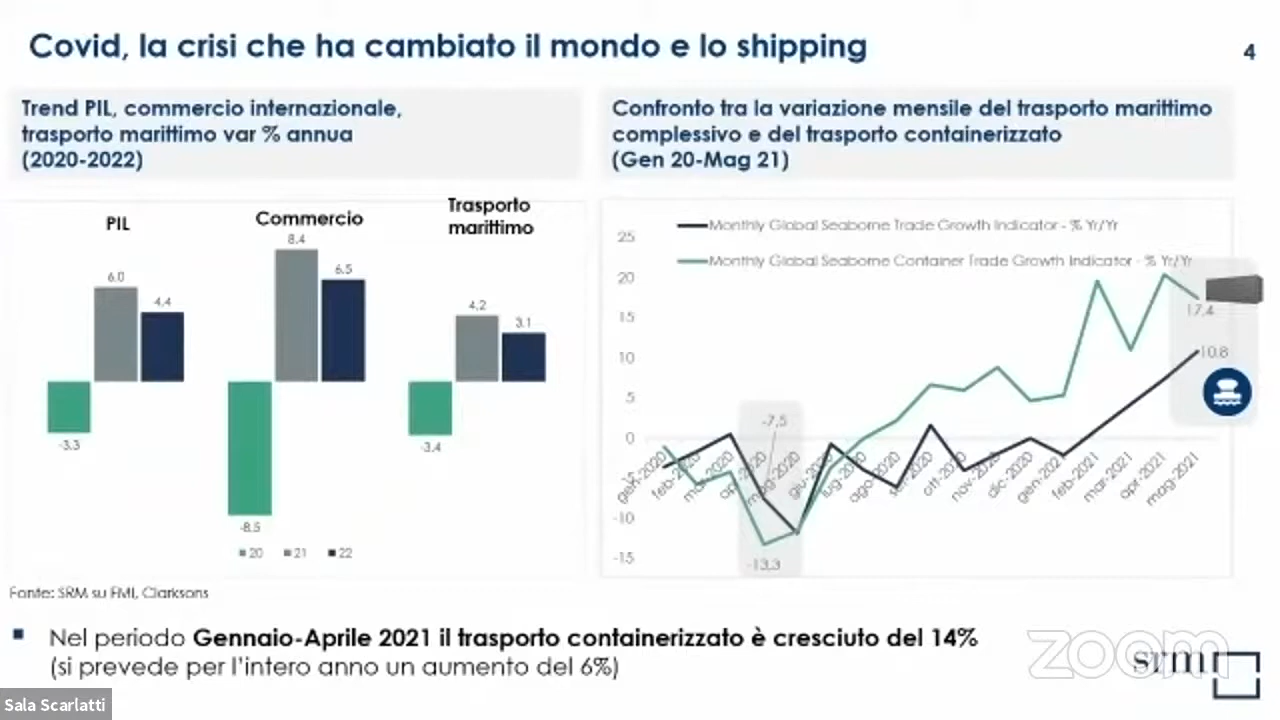 Covid, la crisi che ha cambiato il mondo e lo shipping
4
Trend PIL, commercio internazionale,
trasporto marittimo var % annua
(2020-2022)
PIL
Commercio
Trasporto
marittimo
6.0
4.4
-3.3
8.4
6.5
-8.5
4.2
3.1
-3.4
20 21 22
Fonte: SRM su FMI, Clarksons
Confronto tra la variazione mensile del trasporto marittimo
complessivo e del trasporto containerizzato
(Gen 20-Mag 21)
Monthly Global Seaborne Trade Growth Indicator - % Yr/Yr
Monthly Global Seaborne Container Trade Growth Indicator - % Yr/Yr
25
20
15
10
5
0
-5
-10
-15
-7,5
-13,3
17,4
10,8
gen-2020
feb-2020
mar-2020
apr-2020
mag-2020
giu-2020
lug-2020
ago-2020
set-2020
ott-2020
nov-2020
dic-2020
gen-2021
feb-2021
mar-2021
apr-2021
mag-2021
Nel periodo Gennaio-Aprile 2021 il trasporto containerizzato è cresciuto del 14%
(si prevede per l'intero anno un aumento del 6%)
zoom
srm
Sala Scarlatti